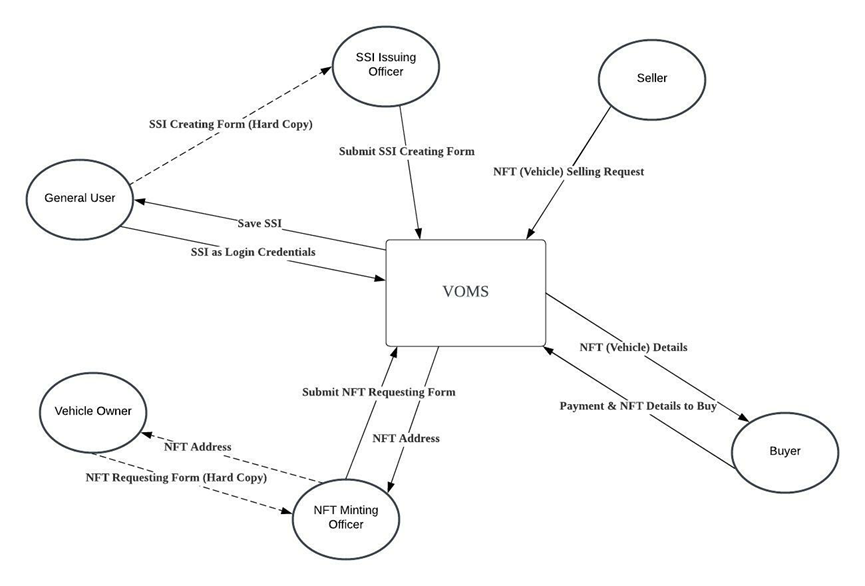 SSI Issuing
Officer
Seller
SSI Creating Form (Hard Copy)
Submit SSI Creating Form
NFT (Vehicle) Selling Request
General User
Save SSI
SSI as Login Credentials
VOMS
NFT (Vehicle) Details
Submit NFT Requesting Form
Payment & NFT Details to Buy
Vehicle Owner
NFT Address
NFT Address
Buyer
NFT Requesting Form (Hard Copy)
NFT Minting
Officer